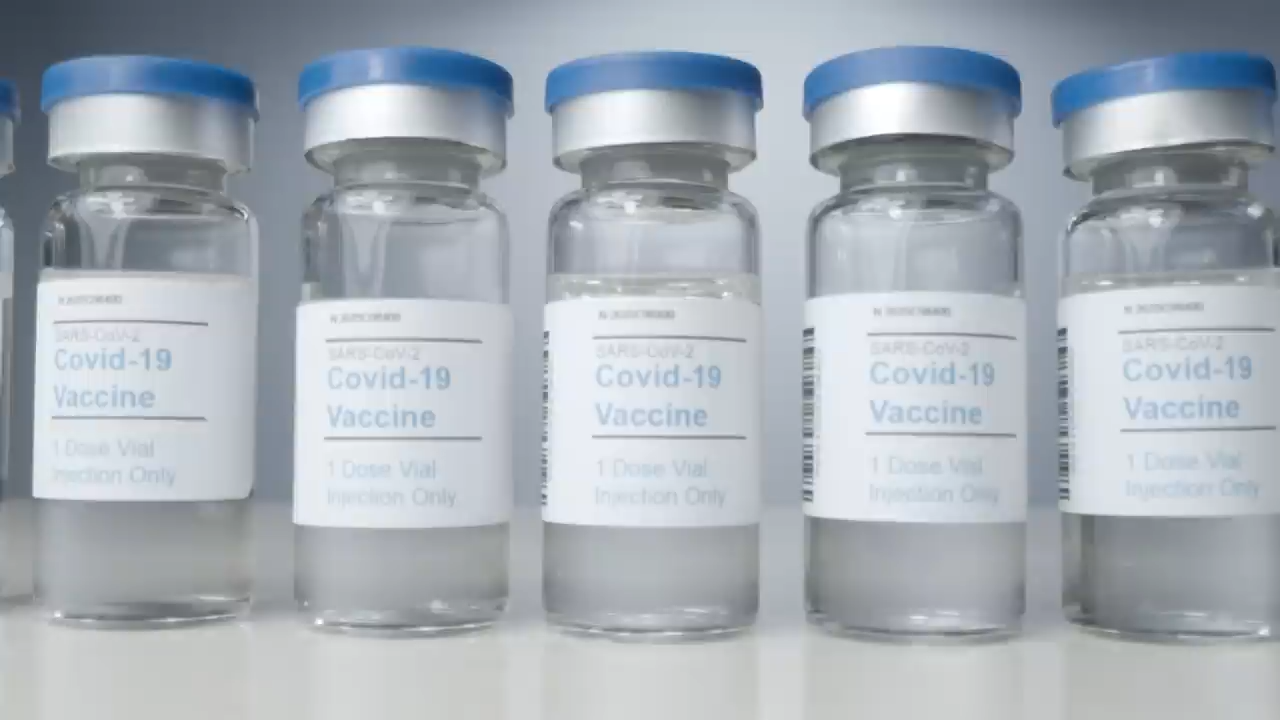 SARS-CoV-2
Covid-19
Vaccine
1 Dose Vial
Injection Only
SARS-CoV-2
Covid-19
Vaccine
1 Dose Vial
Injection Only
SARS-CoV-2
Covid-19
Vaccine
1 Dose Vial
Injection Only
SARS-CoV-2
Covid-19
Vaccine
1 Dose Vial
Injection Only
SARS-CoV-2
Covid-19
Vaccine
1 Dose Vial
Injection Only